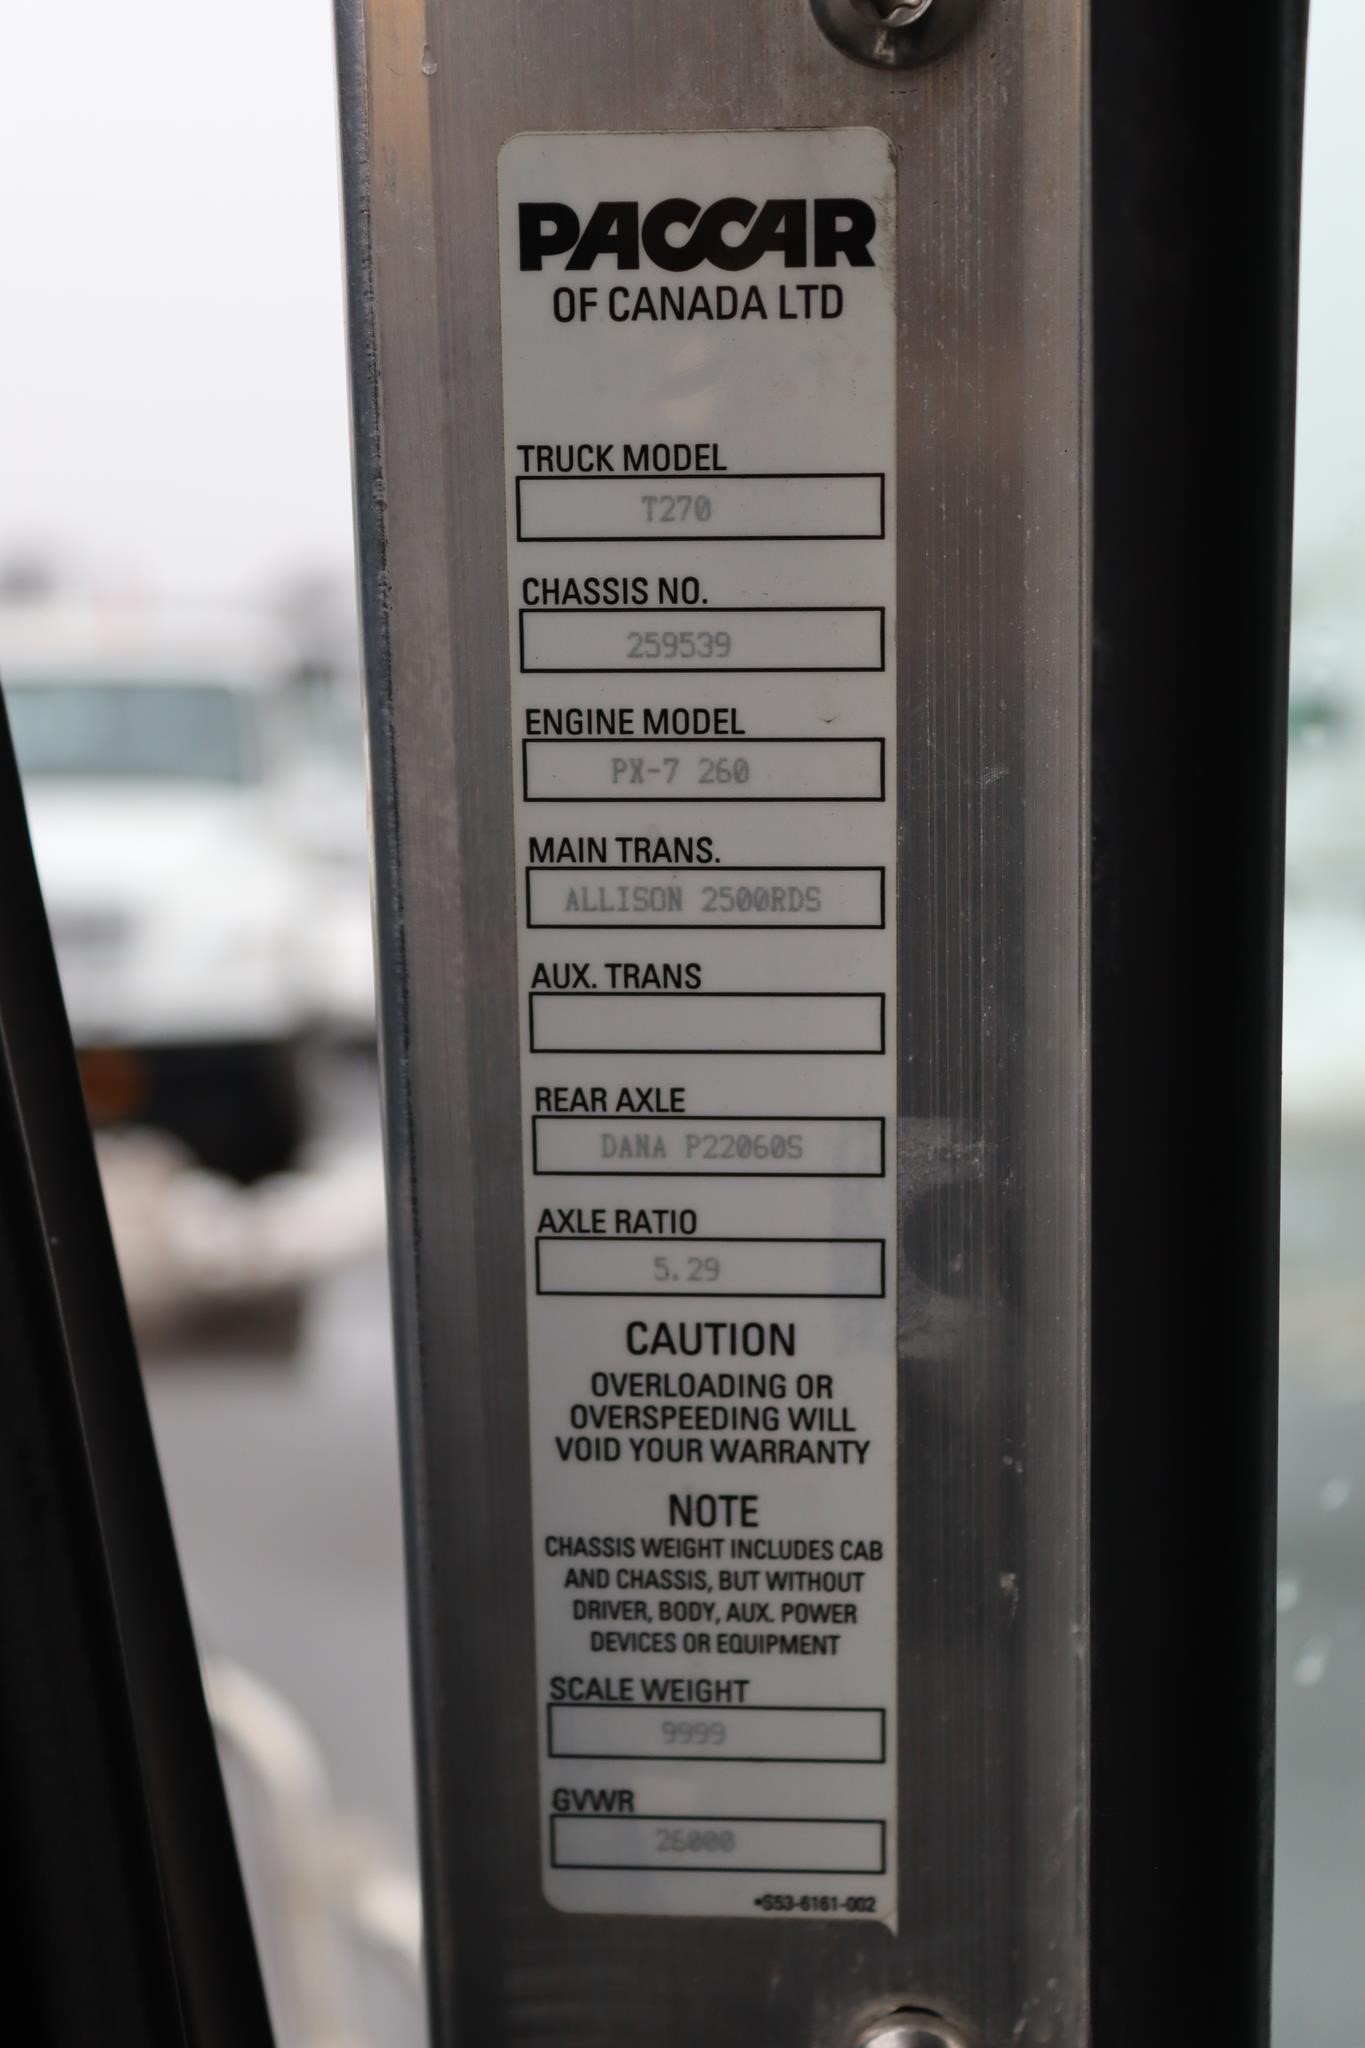 PACCAR
OF CANADA LTD
TRUCK MODEL
T270
CHASSIS NO.
259539
ENGINE MODEL
PX-7 260
MAIN TRANS.
ALLISON 2500RDS
AUX. TRANS
REAR AXLE
DANA P22060S
AXLE RATIO
5.29
CAUTION
OVERLOADING OR
OVERSPEEDING WILL
VOID YOUR WARRANTY
NOTE
CHASSIS WEIGHT INCLUDES CAB
AND CHASSIS, BUT WITHOUT
DRIVER, BODY, AUX. POWER
DEVICES OR EQUIPMENT
SCALE WEIGHT
9999
GVWR
26000
•S53-6161-002